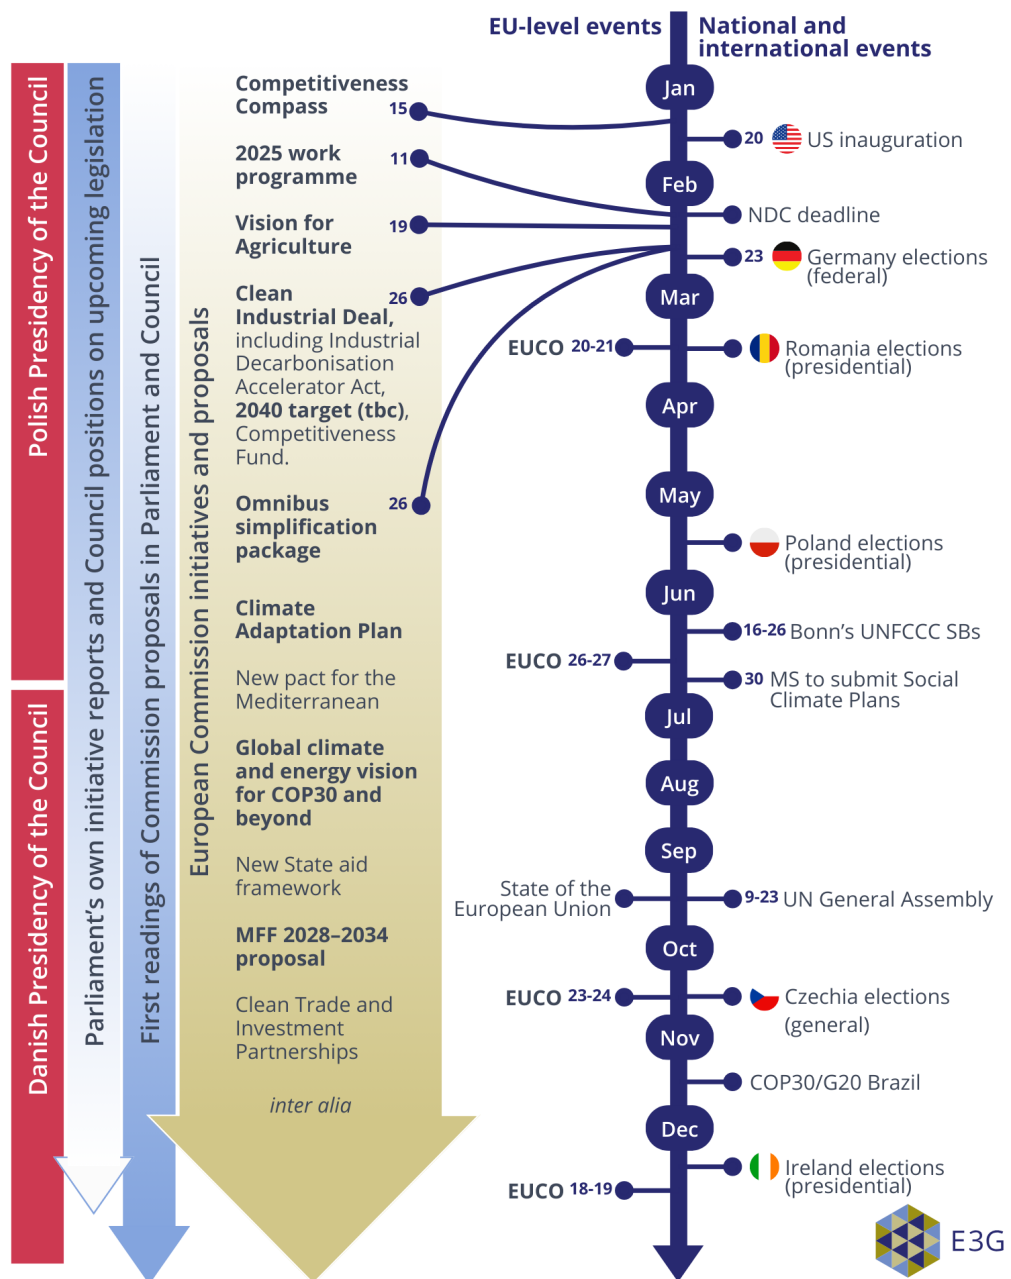 EU-level events
National and
international events
Polish Presidency of the Council
Danish Presidency of the Council
Parliament's own initiative reports and Council positions on upcoming legislation
First readings of Commission proposals in Parliament and Council
European Commission initiatives and proposals
Competitiveness
Compass
15
2025 work
programme
11
Vision for
Agriculture
19
Clean
Industrial Deal,
including Industrial
Decarbonisation
Accelerator Act,
2040 target (tbc),
Competitiveness
Fund.
26
Omnibus
simplification
package
26
Climate
Adaptation Plan
New pact for the
Mediterranean
Global climate
and energy vision
for COP30 and
beyond
New State aid
framework
MFF 2028–2034
proposal
Clean Trade and
Investment
Partnerships
inter alia
Jan
20 US inauguration
Feb
NDC deadline
23 Germany elections
(federal)
Mar
EUCO 20-21
Romania elections
(presidential)
Apr
May
Poland elections
(presidential)
Jun
16-26 Bonn's UNFCCC SBs
EUCO 26-27
30 MS to submit Social
Climate Plans
Jul
Aug
Sep
State of the
European Union
9-23 UN General Assembly
Oct
EUCO 23-24
Czechia elections
(general)
Nov
COP30/G20 Brazil
Dec
Ireland elections
(presidential)
EUCO 18-19
E3G